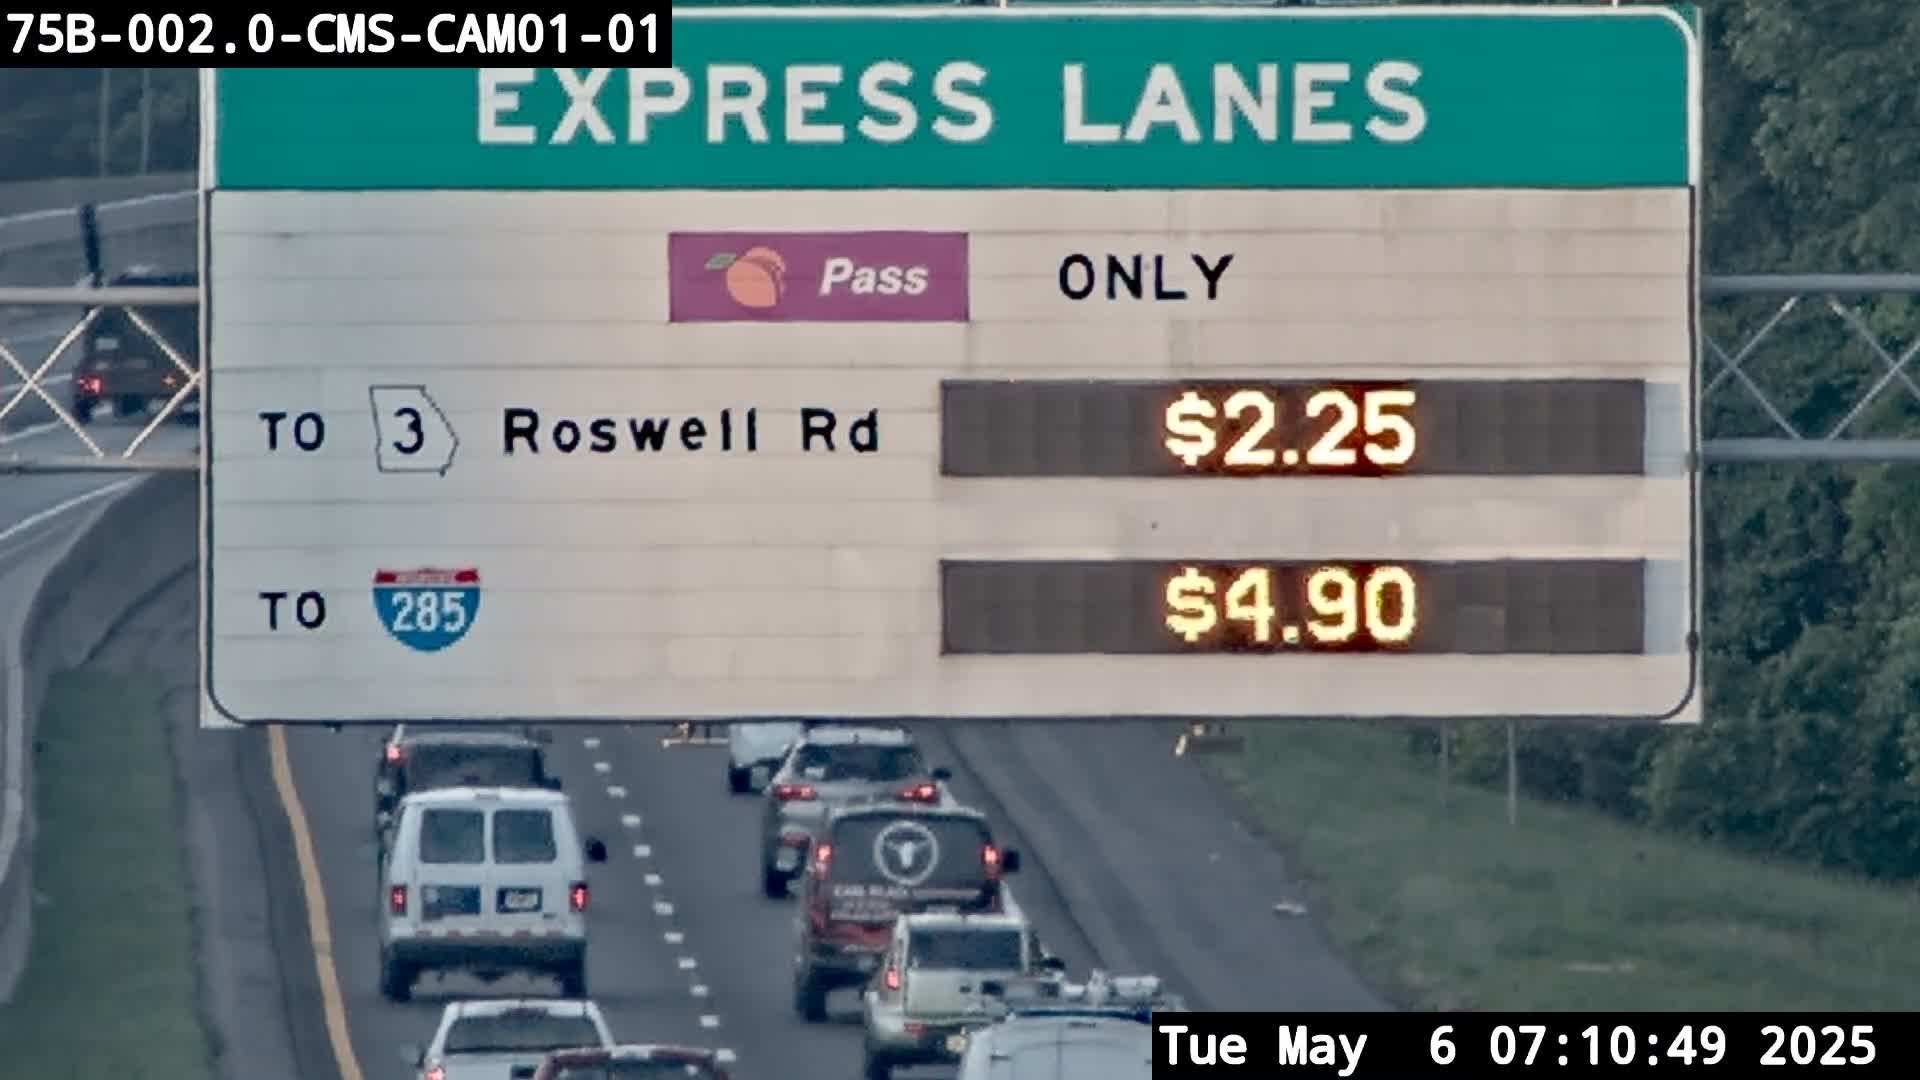 75B-002.0-CMS-CAM01-01
EXPRESS LANES
Pass ONLY
TO 3 Roswell Rd $2.25
TO 285 $4.90
Tue May 6 07:10:49 2025